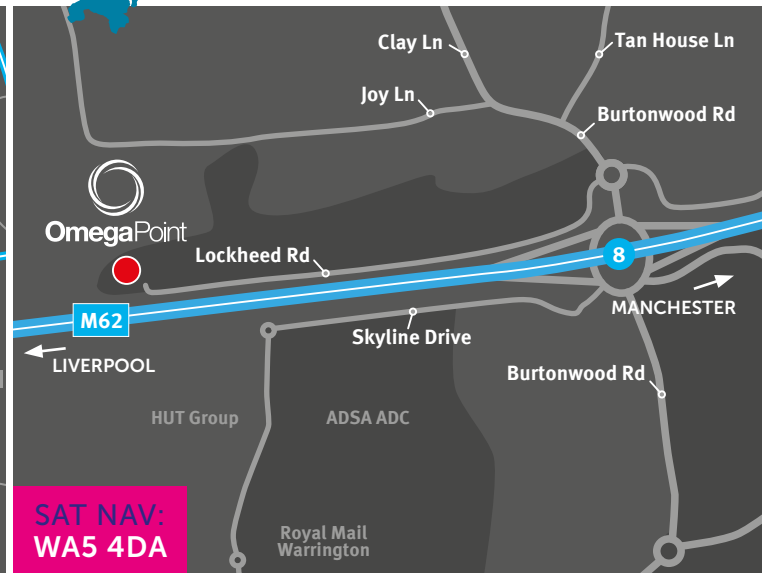 Clay Ln
Tan House Ln
Joy Ln
Burtonwood Rd
OmegaPoint
Lockheed Rd
8
MANCHESTER
M62
Skyline Drive
LIVERPOOL
Burtonwood Rd
HUT Group
ADSA ADC
SAT NAV:
WA5 4DA
Royal Mail
Warrington